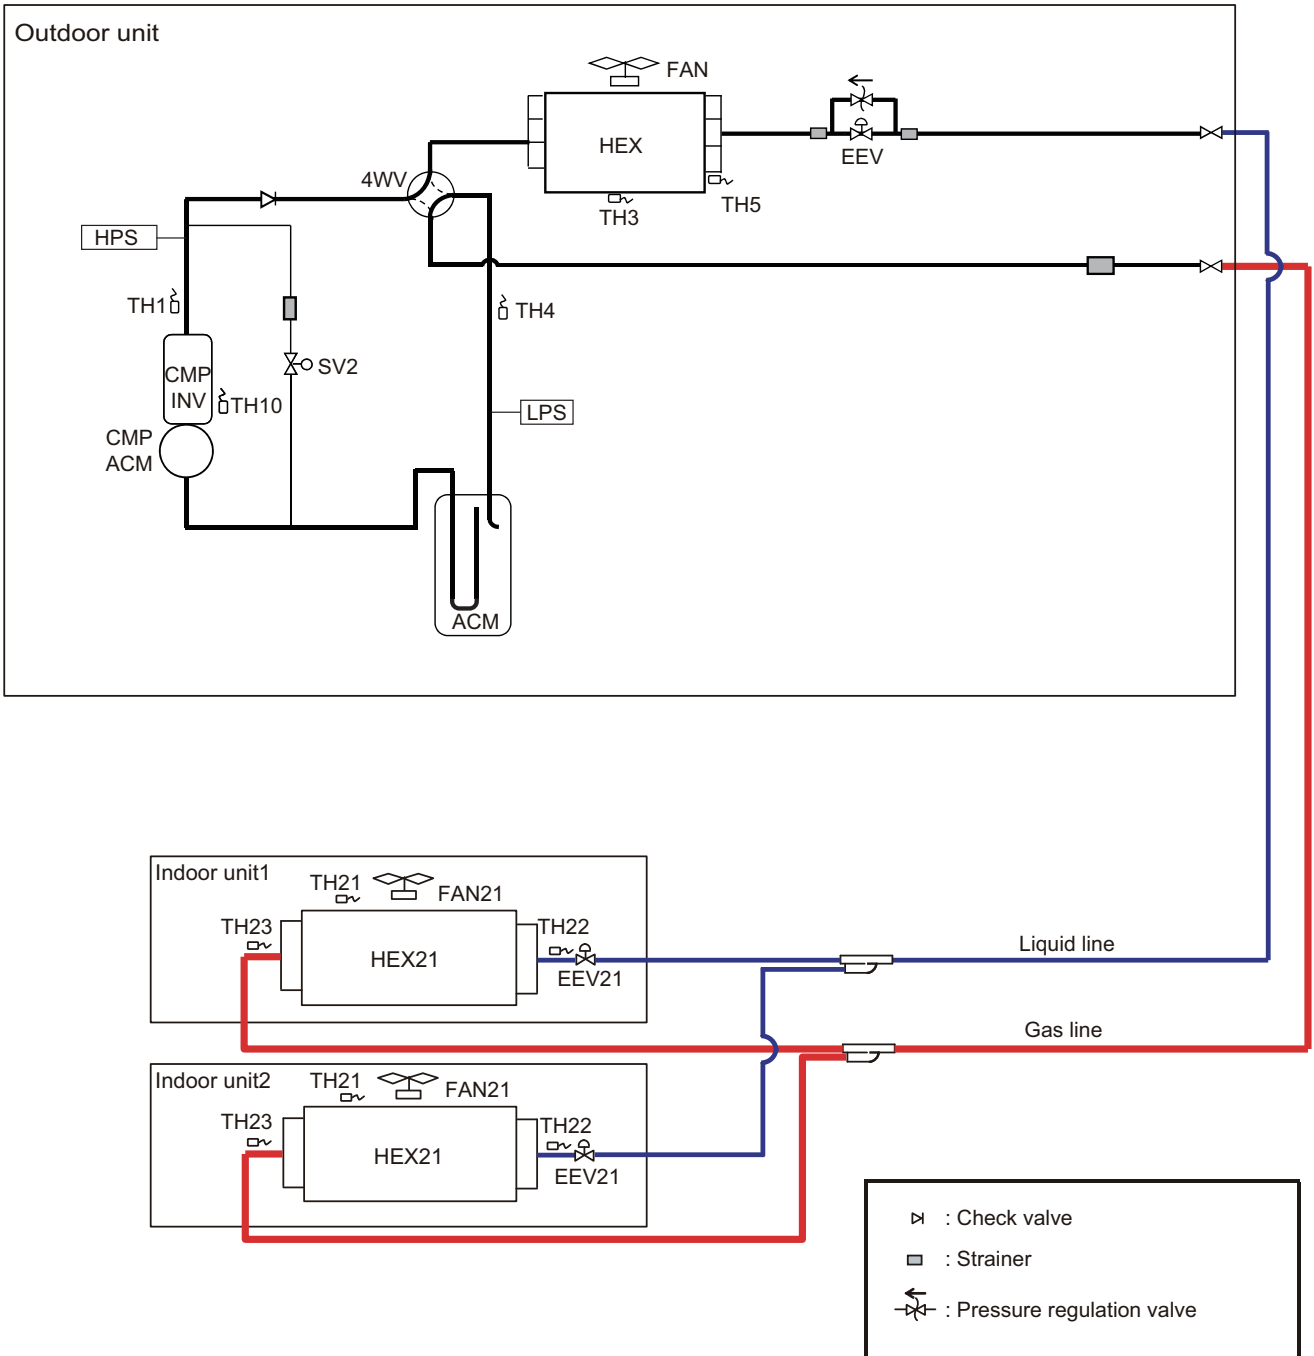 Outdoor unit
FAN
HEX
EEV
4WV
TH3
TH5
HPS
TH1
TH4
SV2
CMP
INV
TH10
LPS
CMP
ACM
ACM
Indoor unit1
TH21
FAN21
TH23
HEX21
TH22
EEV21
Liquid line
Gas line
Indoor unit2
TH21
FAN21
TH23
HEX21
TH22
EEV21
: Check valve
: Strainer
: Pressure regulation valve